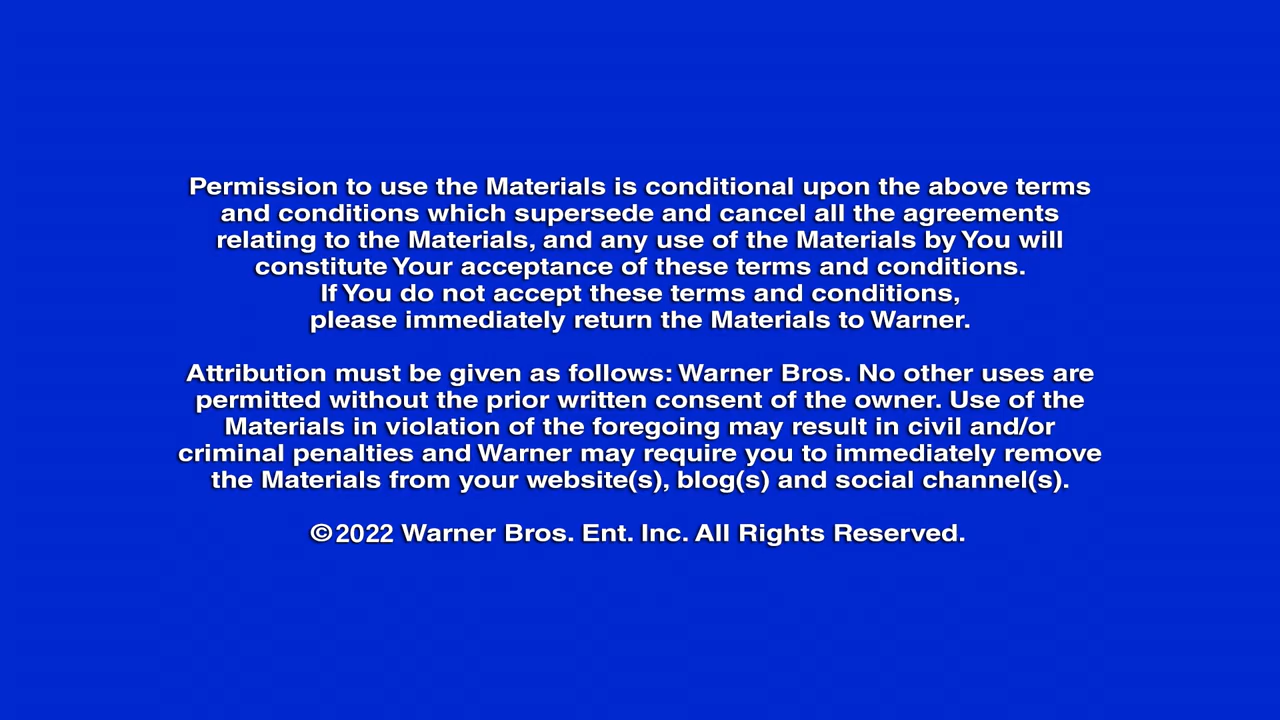 Permission to use the Materials is conditional upon the above terms
and conditions which supersede and cancel all the agreements
relating to the Materials, and any use of the Materials by You will
constitute Your acceptance of these terms and conditions.
If You do not accept these terms and conditions,
please immediately return the Materials to Warner.
Attribution must be given as follows: Warner Bros. No other uses are
permitted without the prior written consent of the owner. Use of the
Materials in violation of the foregoing may result in civil and/or
criminal penalties and Warner may require you to immediately remove
the Materials from your website(s), blog(s) and social channel(s).
©2022 Warner Bros. Ent. Inc. All Rights Reserved.